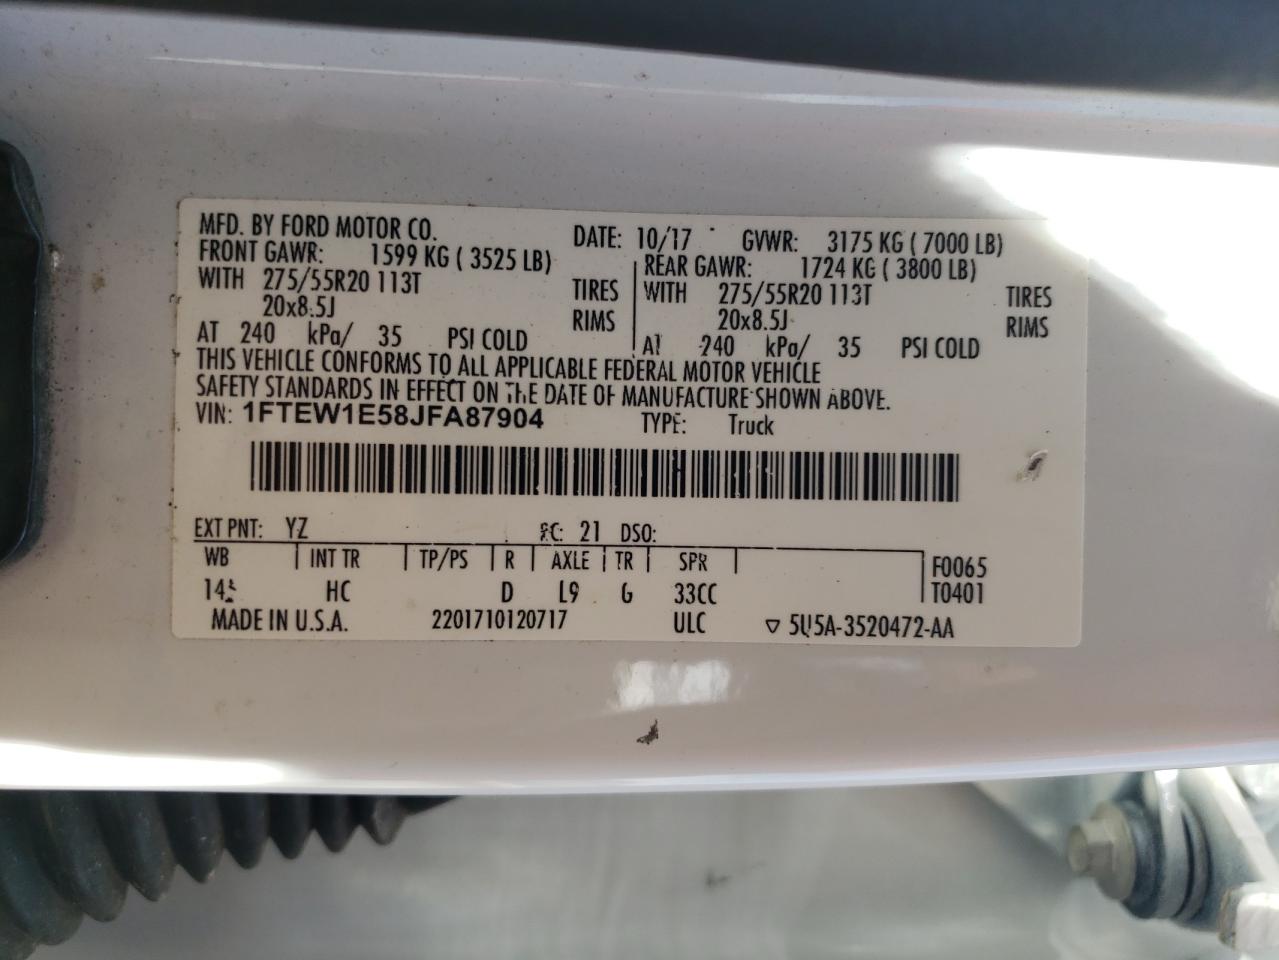 MFD. BY FORD MOTOR CO. DATE: 10/17 GVWR: 3175 KG ( 7000 LB)
FRONT GAWR: 1599 KG ( 3525 LB) REAR GAWR: 1724 KG ( 3800 LB)
WITH 275/55R20 113T TIRES WITH 275/55R20 113T TIRES
20x8.5J RIMS 20x8.5J RIMS
AT 240 kPa/ 35 PSI COLD AT 240 kPa/ 35 PSI COLD
THIS VEHICLE CONFORMS TO ALL APPLICABLE FEDERAL MOTOR VEHICLE
SAFETY STANDARDS IN EFFECT ON THE DATE OF MANUFACTURE SHOWN ABOVE.
VIN: 1FTEW1E58JFA87904 TYPE: Truck
EXT PNT: YZ RC: 21 DSO:
WB INT TR TP/PS R AXLE TR SPR F0065
HC D L9 G 33CC T0401
MADE IN U.S.A. 2201710120717 ULC ▽ 5U5A-3520472-AA